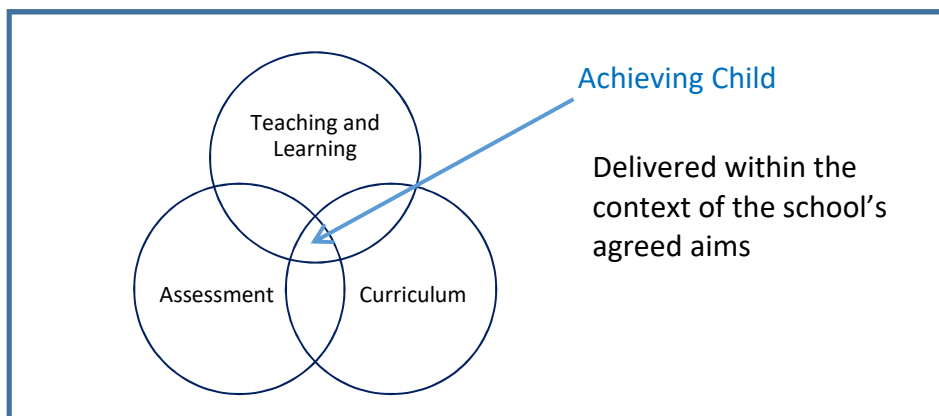 Achieving Child
Teaching and
Learning
Delivered within the
context of the school’s
agreed aims
Assessment
Curriculum